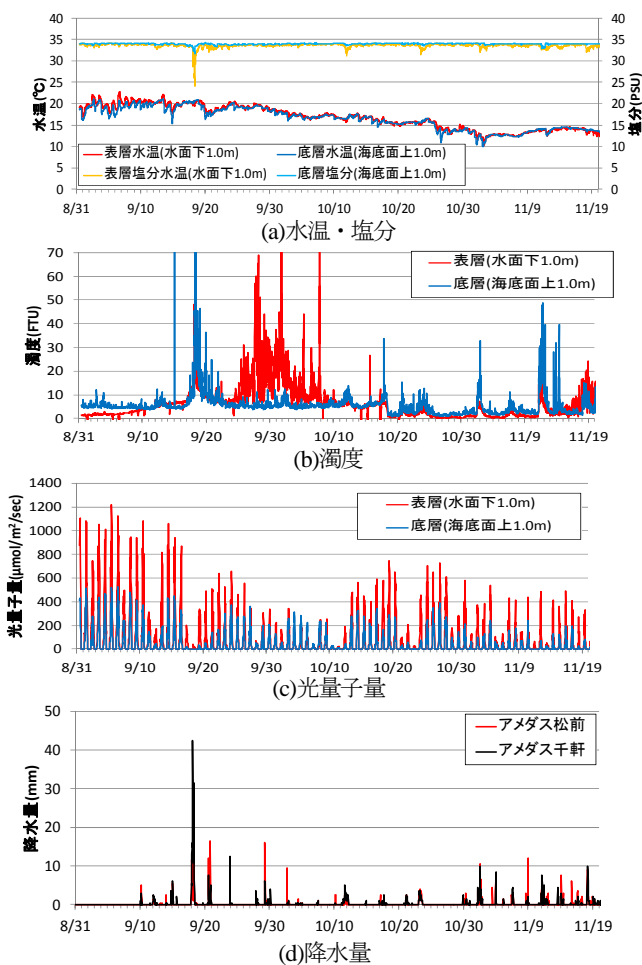 40 40
35 35
30 30
25 25
20 20
15 15
10 10
5 5
0 0
水温(℃)
塩分(PSU)
表層水温(水面下1.0m) 底層水温(海底面上1.0m)
表層塩分水温(水面下1.0m) 底層塩分(海底面上1.0m)
8/31 9/10 9/20 9/30 10/10 10/20 10/30 11/9 11/19
(a)水温・塩分
70
60
50
40
30
20
10
0
濁度(FTU)
表層(水面下1.0m)
底層(海底面上1.0m)
8/31 9/10 9/20 9/30 10/10 10/20 10/30 11/9 11/19
(b)濁度
1400
1200
1000
800
600
400
200
0
光量子量(μmol/m²/sec)
表層(水面下1.0m)
底層(海底面上1.0m)
8/31 9/10 9/20 9/30 10/10 10/20 10/30 11/9 11/19
(c)光量子量
50
40
30
20
10
0
降水量(mm)
アメダス松前
アメダス千軒
8/31 9/10 9/20 9/30 10/10 10/20 10/30 11/9 11/19
(d)降水量